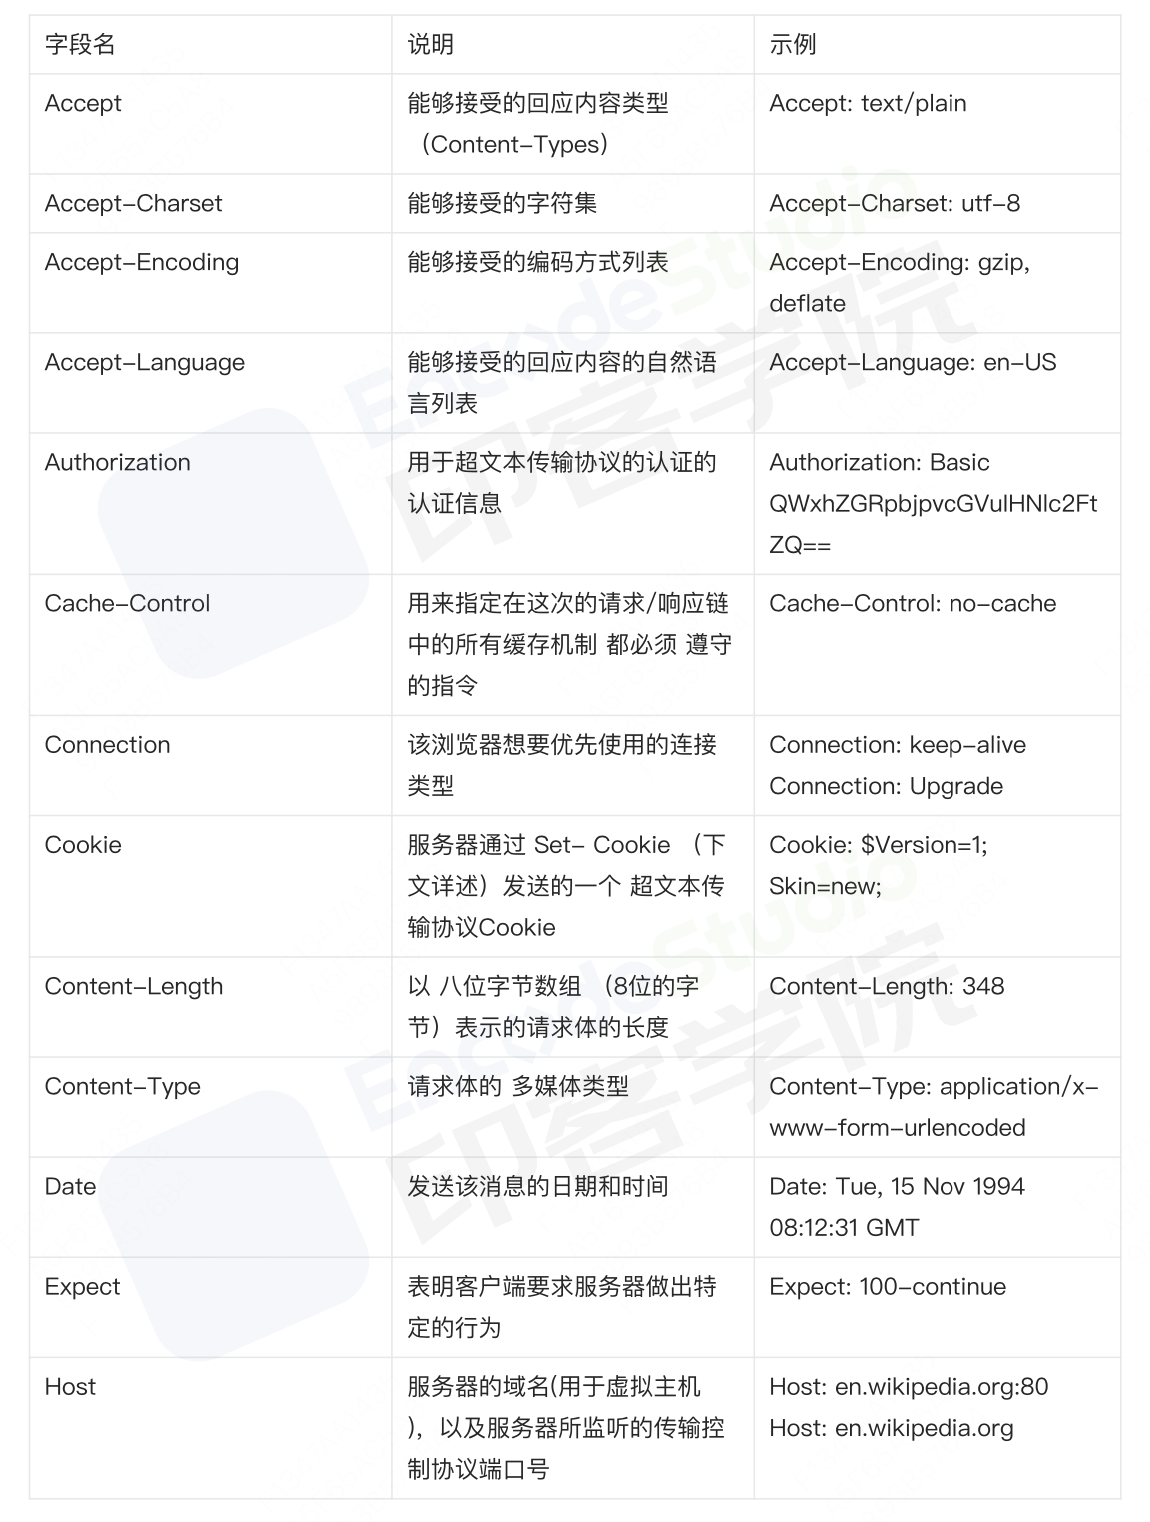 字段名
说明
示例
Accept
能够接受的回应内容类型
（Content-Types）
Accept: text/plain
Accept-Charset
能够接受的字符集
Accept-Charset: utf-8
Accept-Encoding
能够接受的编码方式列表
Accept-Encoding: gzip,
deflate
Accept-Language
能够接受的回应内容的自然语
言列表
Accept-Language: en-US
Authorization
用于超文本传输协议的认证的
认证信息
Authorization: Basic
QWxhZGRpbjpvcGVuIHNlc2Ft
ZQ==
Cache-Control
用来指定在这次的请求/响应链
中的所有缓存机制 都必须 遵守
的指令
Cache-Control: no-cache
Connection
该浏览器想要优先使用的连接
类型
Connection: keep-alive
Connection: Upgrade
Cookie
服务器通过 Set- Cookie （下
文详述）发送的一个 超文本传
输协议Cookie
Cookie: $Version=1;
Skin=new;
Content-Length
以 八位字节数组 （8位的字
节）表示的请求体的长度
Content-Length: 348
Content-Type
请求体的 多媒体类型
Content-Type: application/x-
www-form-urlencoded
Date
发送该消息的日期和时间
Date: Tue, 15 Nov 1994
08:12:31 GMT
Expect
表明客户端要求服务器做出特
定的行为
Expect: 100-continue
Host
服务器的域名(用于虚拟主机
)，以及服务器所监听的传输控
制协议端口号
Host: en.wikipedia.org:80
Host: en.wikipedia.org
EncodeStudio
印客学院
EncodeStudio
印客学院